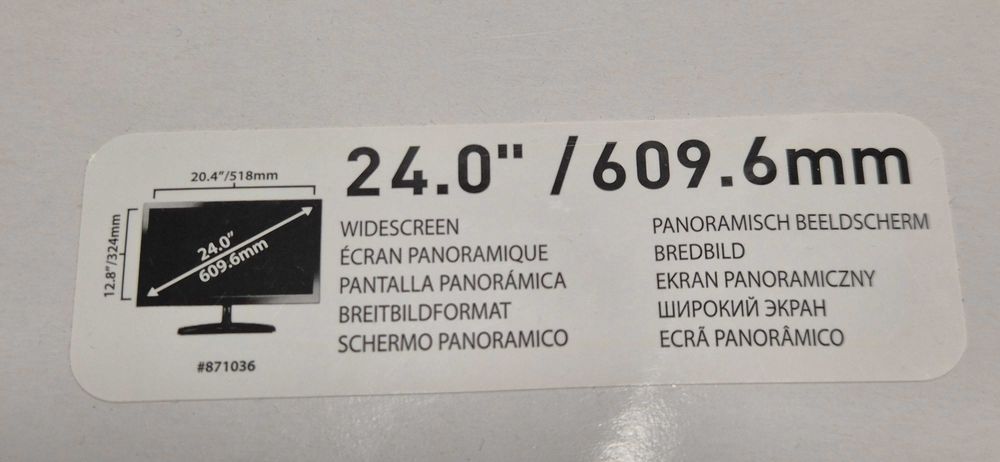 24.0" / 609.6mm
20.4"/518mm
12.8"/324mm
24.0"
609.6mm
#871036
WIDESCREEN
ÉCRAN PANORAMIQUE
PANTALLA PANORÁMICA
BREITBILDFORMAT
SCHERMO PANORAMICO
PANORAMISCH BEELDSCHERM
BREDBILD
EKRAN PANORAMICZNY
ШИРОКИЙ ЭКРАН
ECRÃ PANORÂMICO